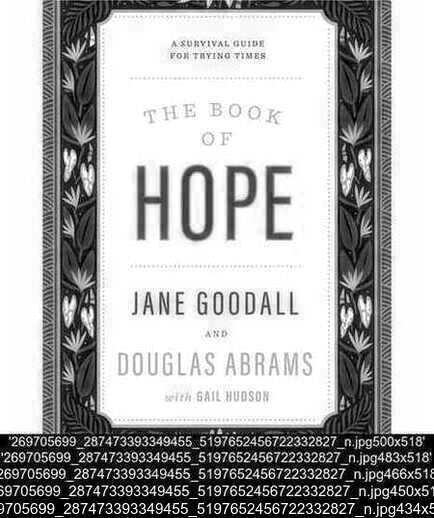 A SURVIVAL GUIDE
FOR TRYING TIMES
THE BOOK
OF
HOPE
JANE GOODALL
AND
DOUGLAS ABRAMS
with GAIL HUDSON
'269705699_287473393349455_5197652456722332827_n.jpg500x518'
'269705699_287473393349455_5197652456722332827_n.jpg483x518'
269705699_287473393349455_5197652456722332827_n.jpg466x518
69705699_287473393349455_5197652456722332827_n.jpg450x51
69705699_287473393349455_5197652456722332827_n.jpg434x5